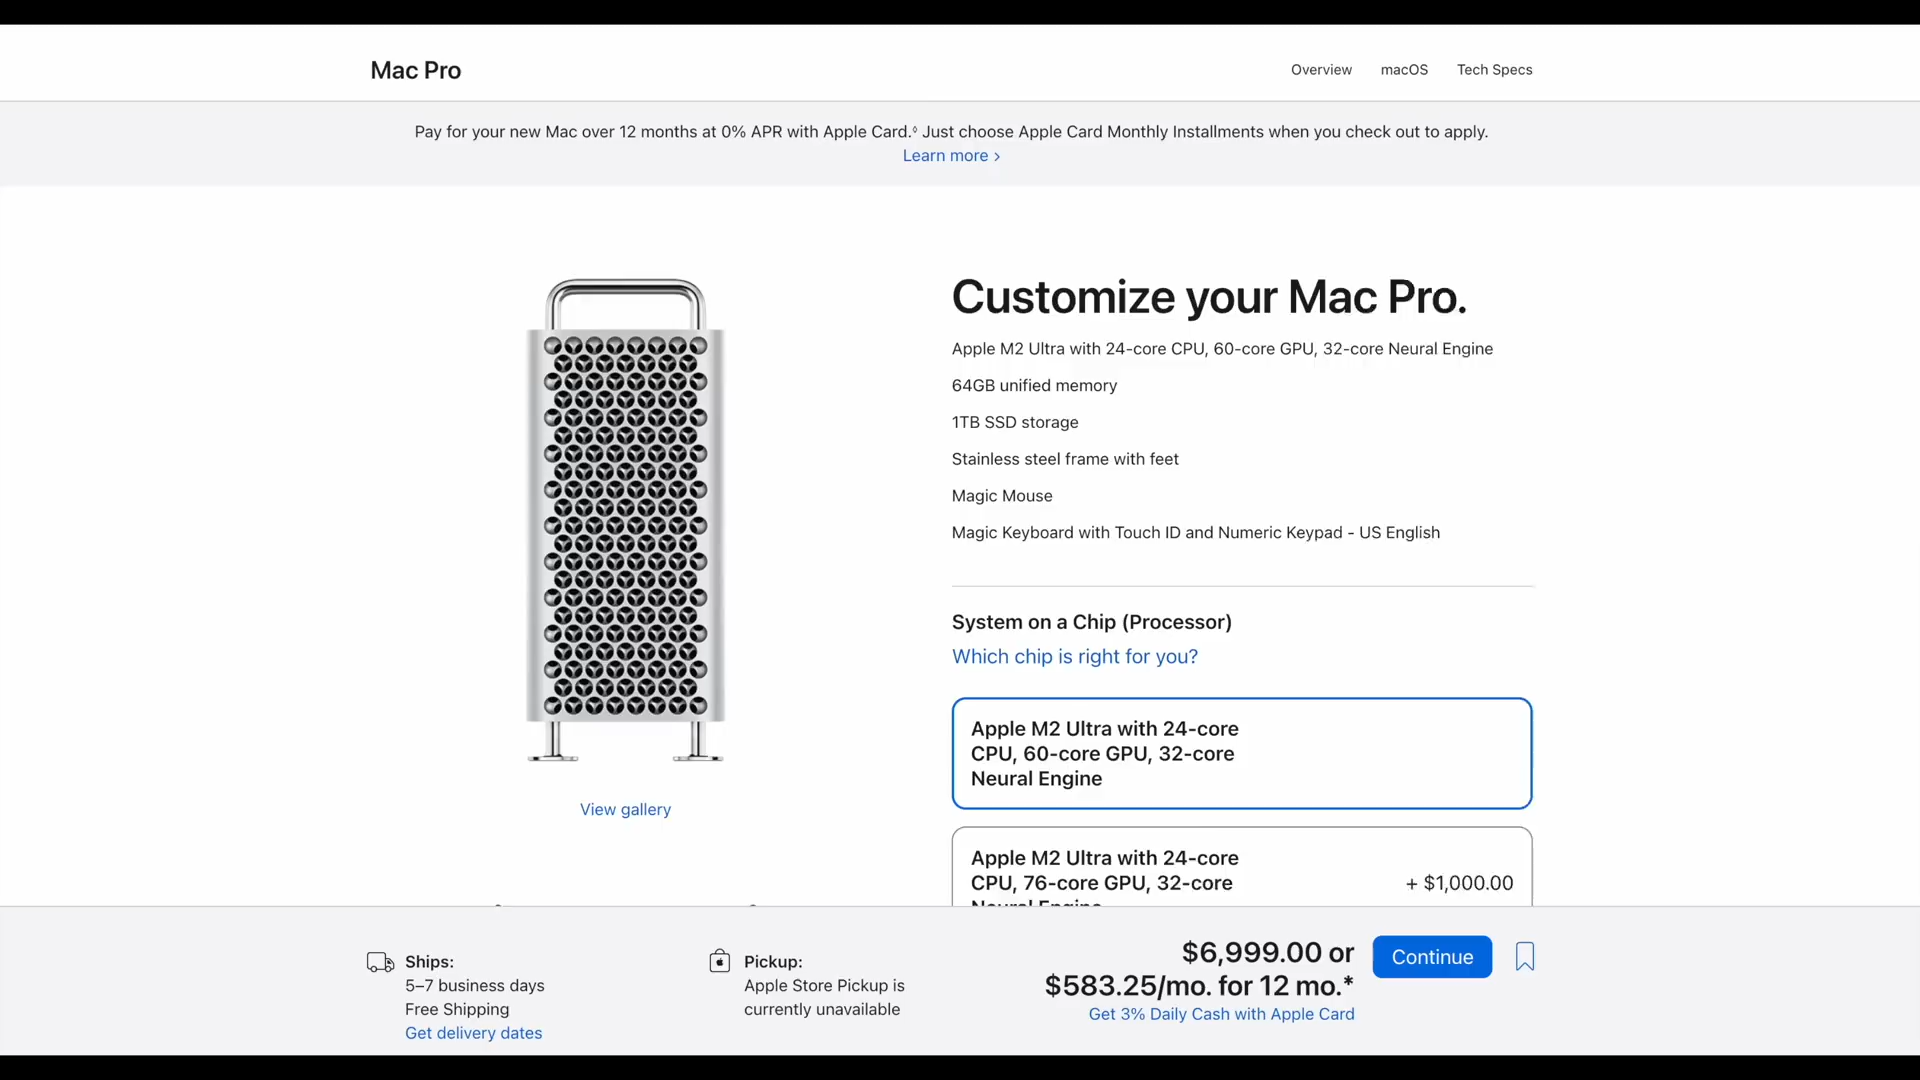 Mac Pro
Overview
macOS
Tech Specs
Pay for your new Mac over 12 months at 0% APR with Apple Card.◊ Just choose Apple Card Monthly Installments when you check out to apply.
Learn more >
Customize your Mac Pro.
Apple M2 Ultra with 24-core CPU, 60-core GPU, 32-core Neural Engine
64GB unified memory
1TB SSD storage
Stainless steel frame with feet
Magic Mouse
Magic Keyboard with Touch ID and Numeric Keypad - US English
System on a Chip (Processor)
Which chip is right for you?
Apple M2 Ultra with 24-core
CPU, 60-core GPU, 32-core
Neural Engine
View gallery
Apple M2 Ultra with 24-core
CPU, 76-core GPU, 32-core
Neural Engine
+ $1,000.00
Ships:
5–7 business days
Free Shipping
Get delivery dates
Pickup:
Apple Store Pickup is
currently unavailable
$6,999.00 or
$583.25/mo. for 12 mo.*
Get 3% Daily Cash with Apple Card
Continue